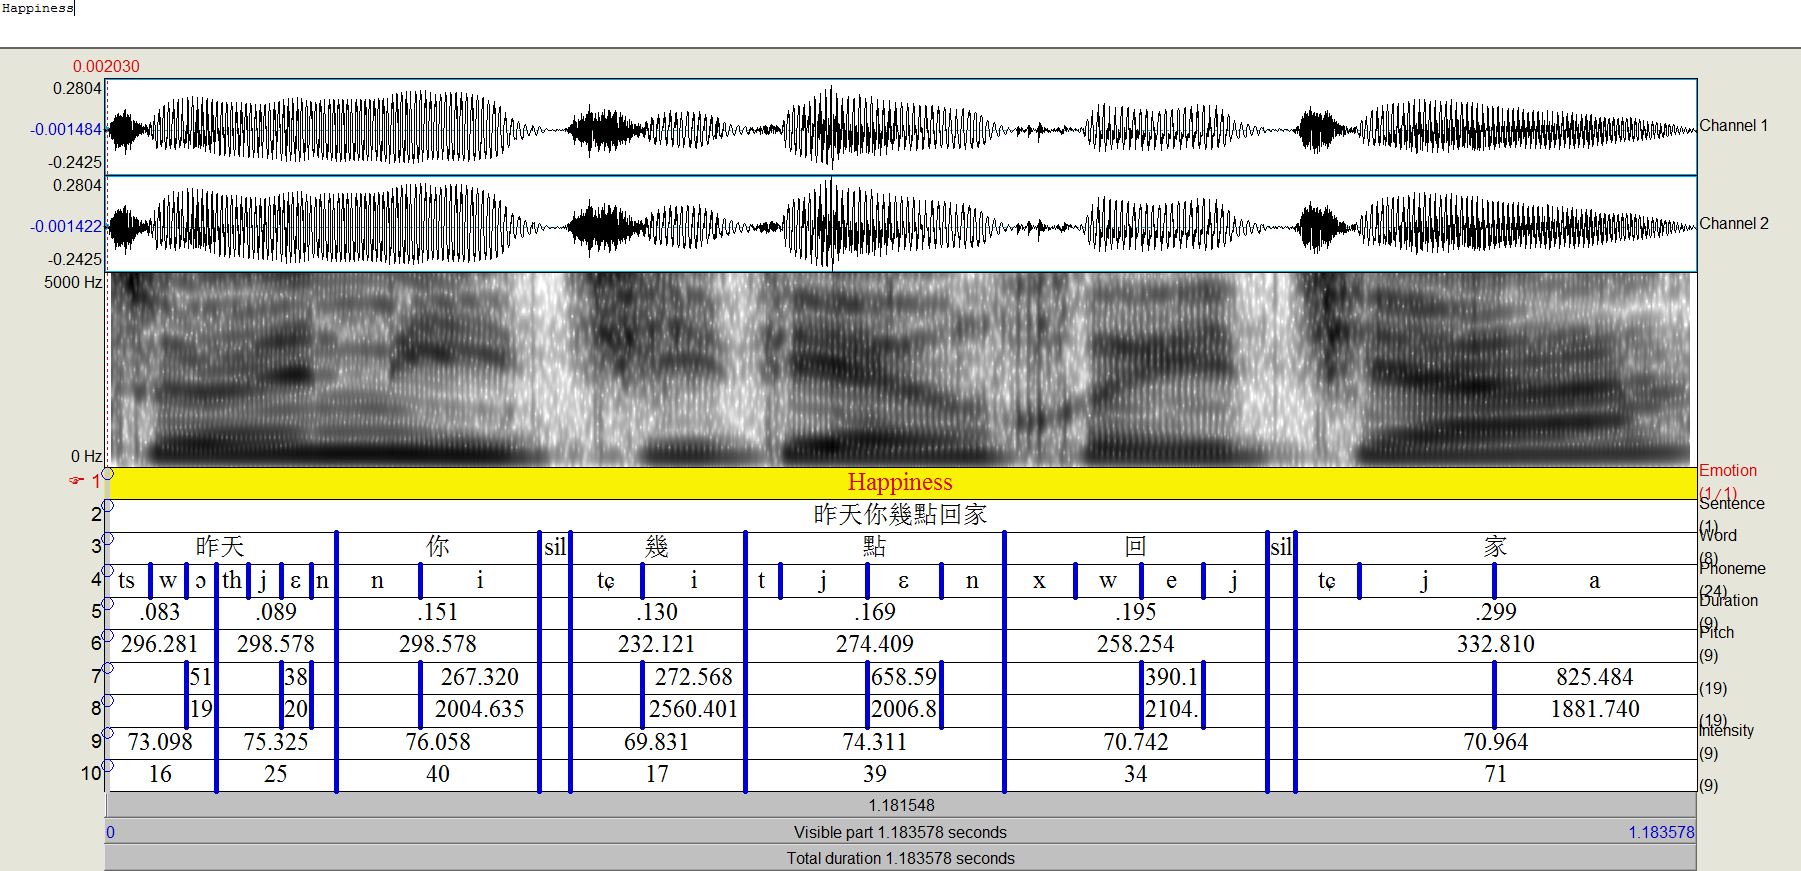 Happiness
0.002030
0.2804
-0.001484
-0.2425
Channel 1
0.2804
-0.001422
-0.2425
Channel 2
5000 Hz
0 Hz
1 Happiness Emotion (1/1)
2 昨天你幾點回家 Sentence (1)
3 昨天 你 sil 幾 點 回 sil 家 Word (8)
4 ts w ɔ th j ɛ n n i tɕ i t j ɛ n x w e j tɕ j a Phoneme (24)
5 .083 .089 .151 .130 .169 .195 .299 Duration (9)
6 296.281 298.578 298.578 232.121 274.409 258.254 332.810 Pitch (9)
7 51 38 267.320 272.568 658.59 390.1 825.484 (19)
8 19 20 2004.635 2560.401 2006.8 2104. 1881.740 (19)
9 73.098 75.325 76.058 69.831 74.311 70.742 70.964 Intensity (9)
10 16 25 40 17 39 34 71 (9)
1.181548
0 Visible part 1.183578 seconds 1.183578
Total duration 1.183578 seconds